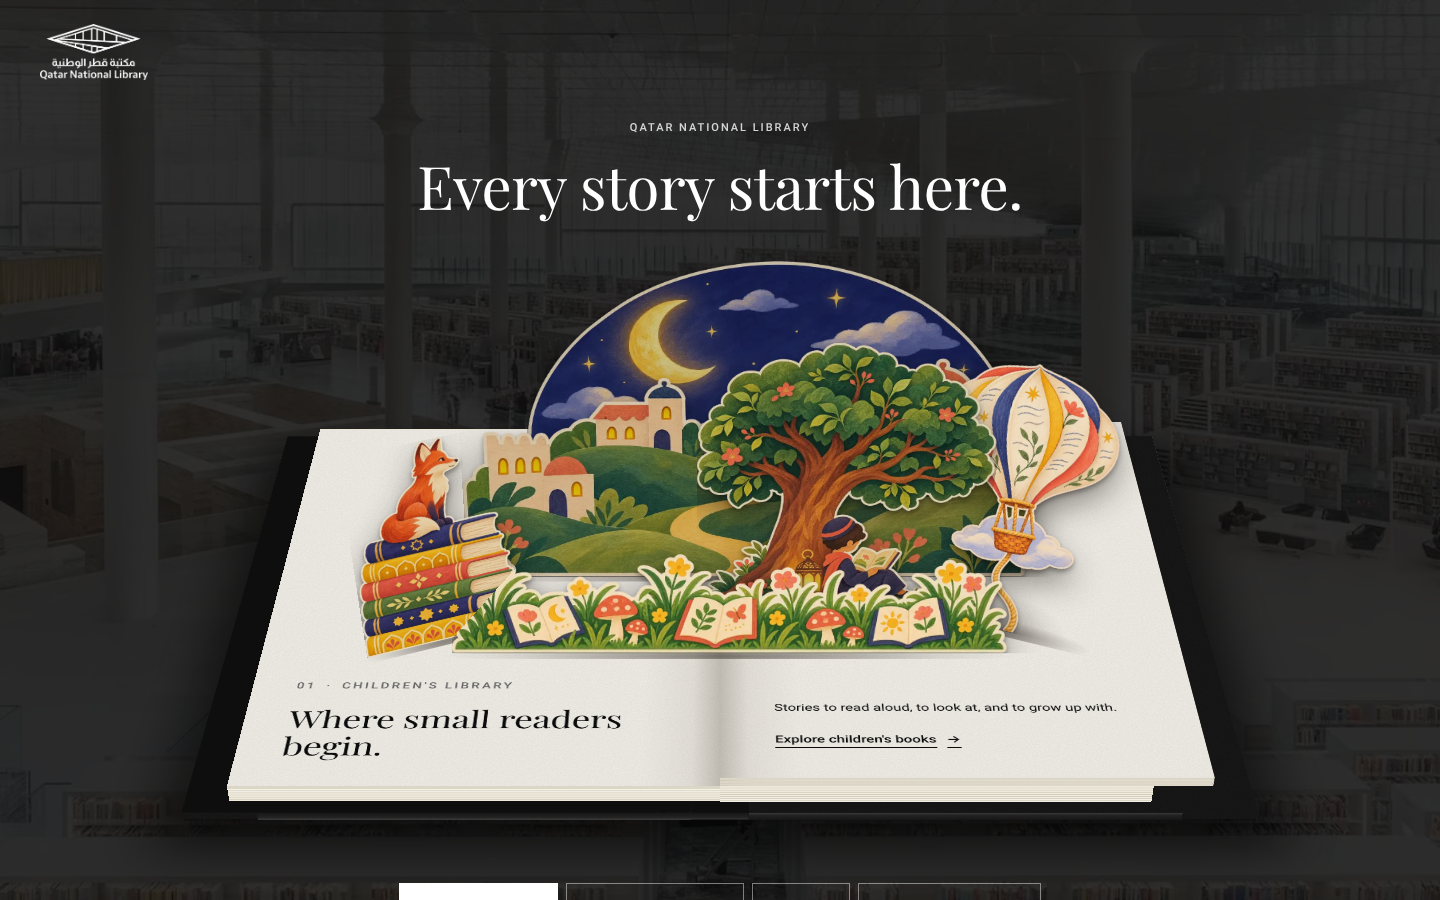 مكتبة قطر الوطنية
Qatar National Library
QATAR NATIONAL LIBRARY
Every story starts here.
01 · CHILDREN'S LIBRARY
Where small readers
begin.
Stories to read aloud, to look at, and to grow up with.
Explore children's books →